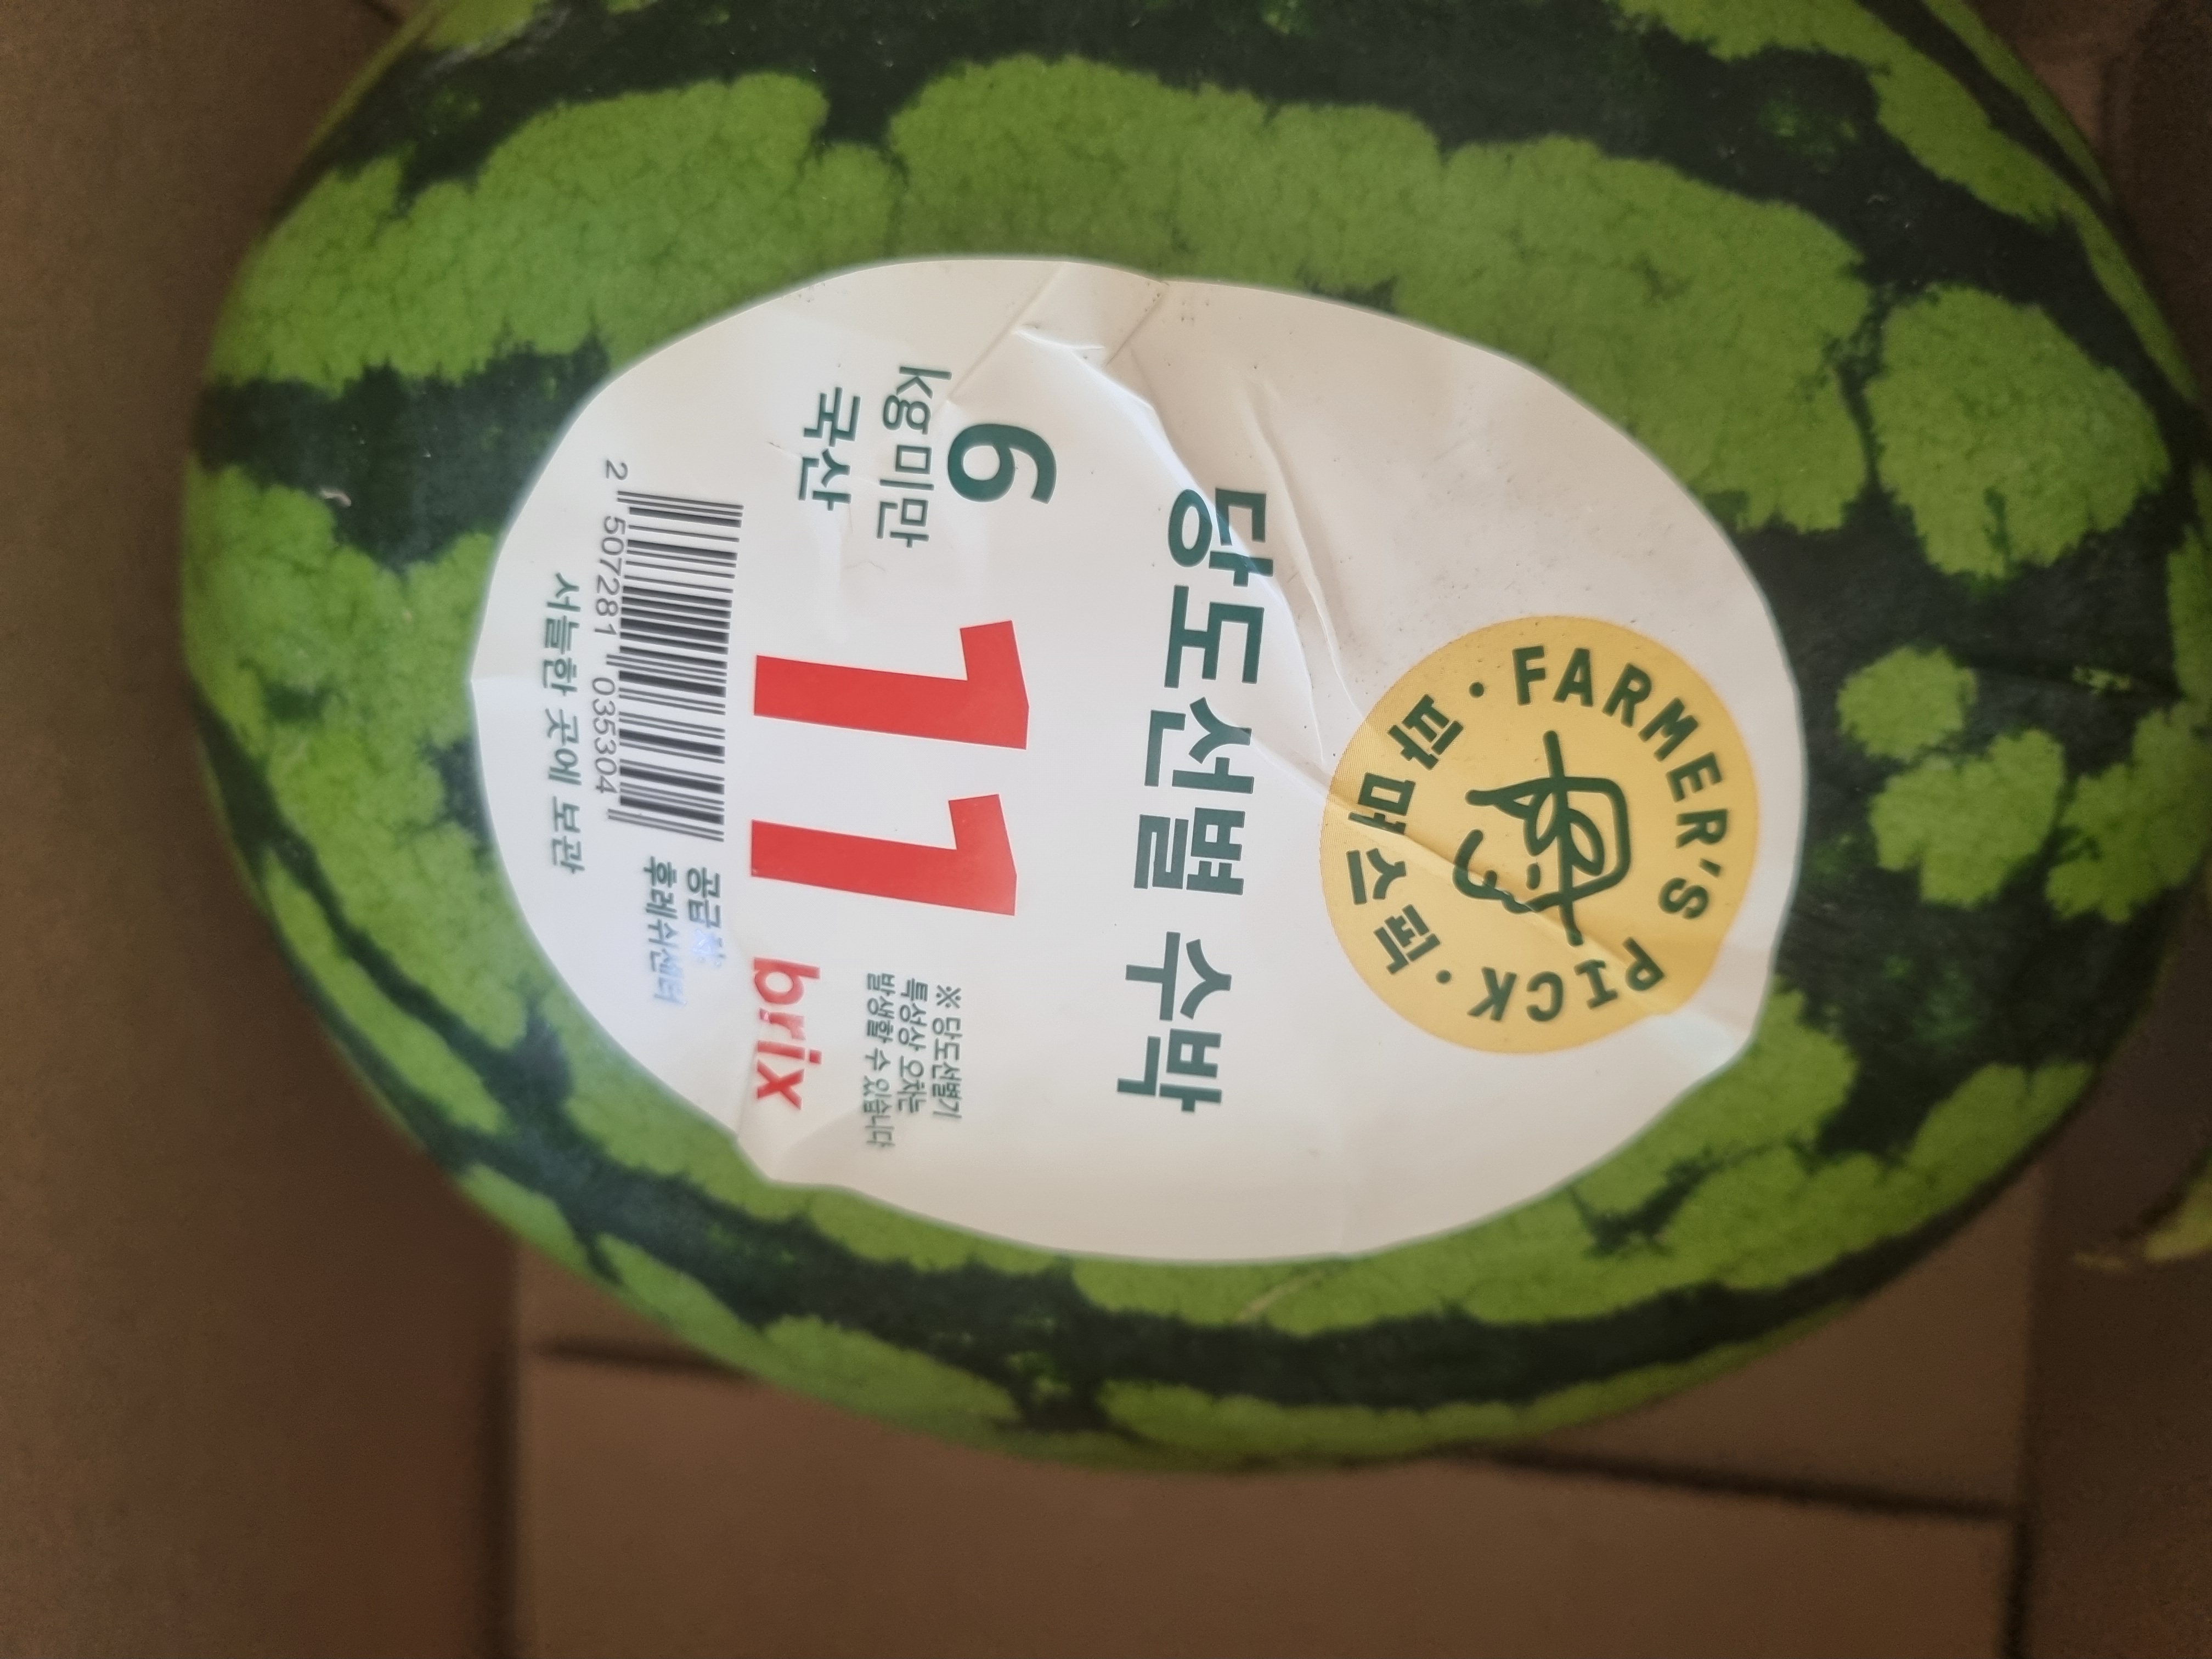 FARMER'S PICK
파머스픽
당도선별 수박
6
kg미만
국산
11 brix
※ 당도선별기
특성상 오차는
발생할 수 있습니다
2 507281 035304
공급자
후레쉬센터
서늘한 곳에 보관